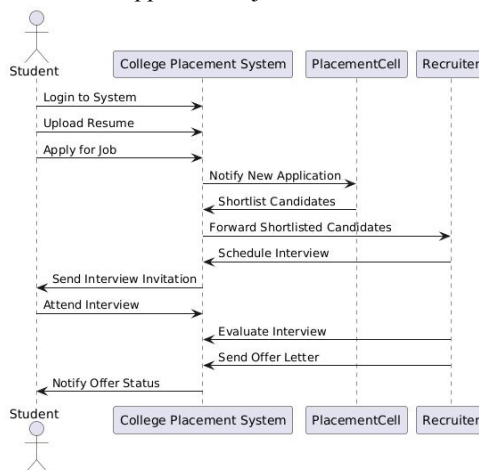 Student
College Placement System
PlacementCell
Recruiter
Login to System
Upload Resume
Apply for Job
Notify New Application
Shortlist Candidates
Forward Shortlisted Candidates
Schedule Interview
Send Interview Invitation
Attend Interview
Evaluate Interview
Send Offer Letter
Notify Offer Status
Student
College Placement System
PlacementCell
Recruiter